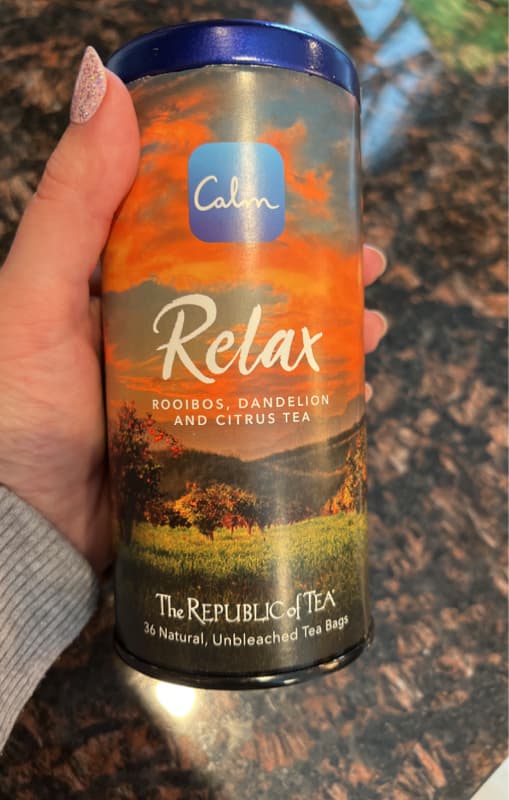 Calm
Relax
ROOIBOS, DANDELION
AND CITRUS TEA
The REPUBLIC of TEA®
36 Natural, Unbleached Tea Bags